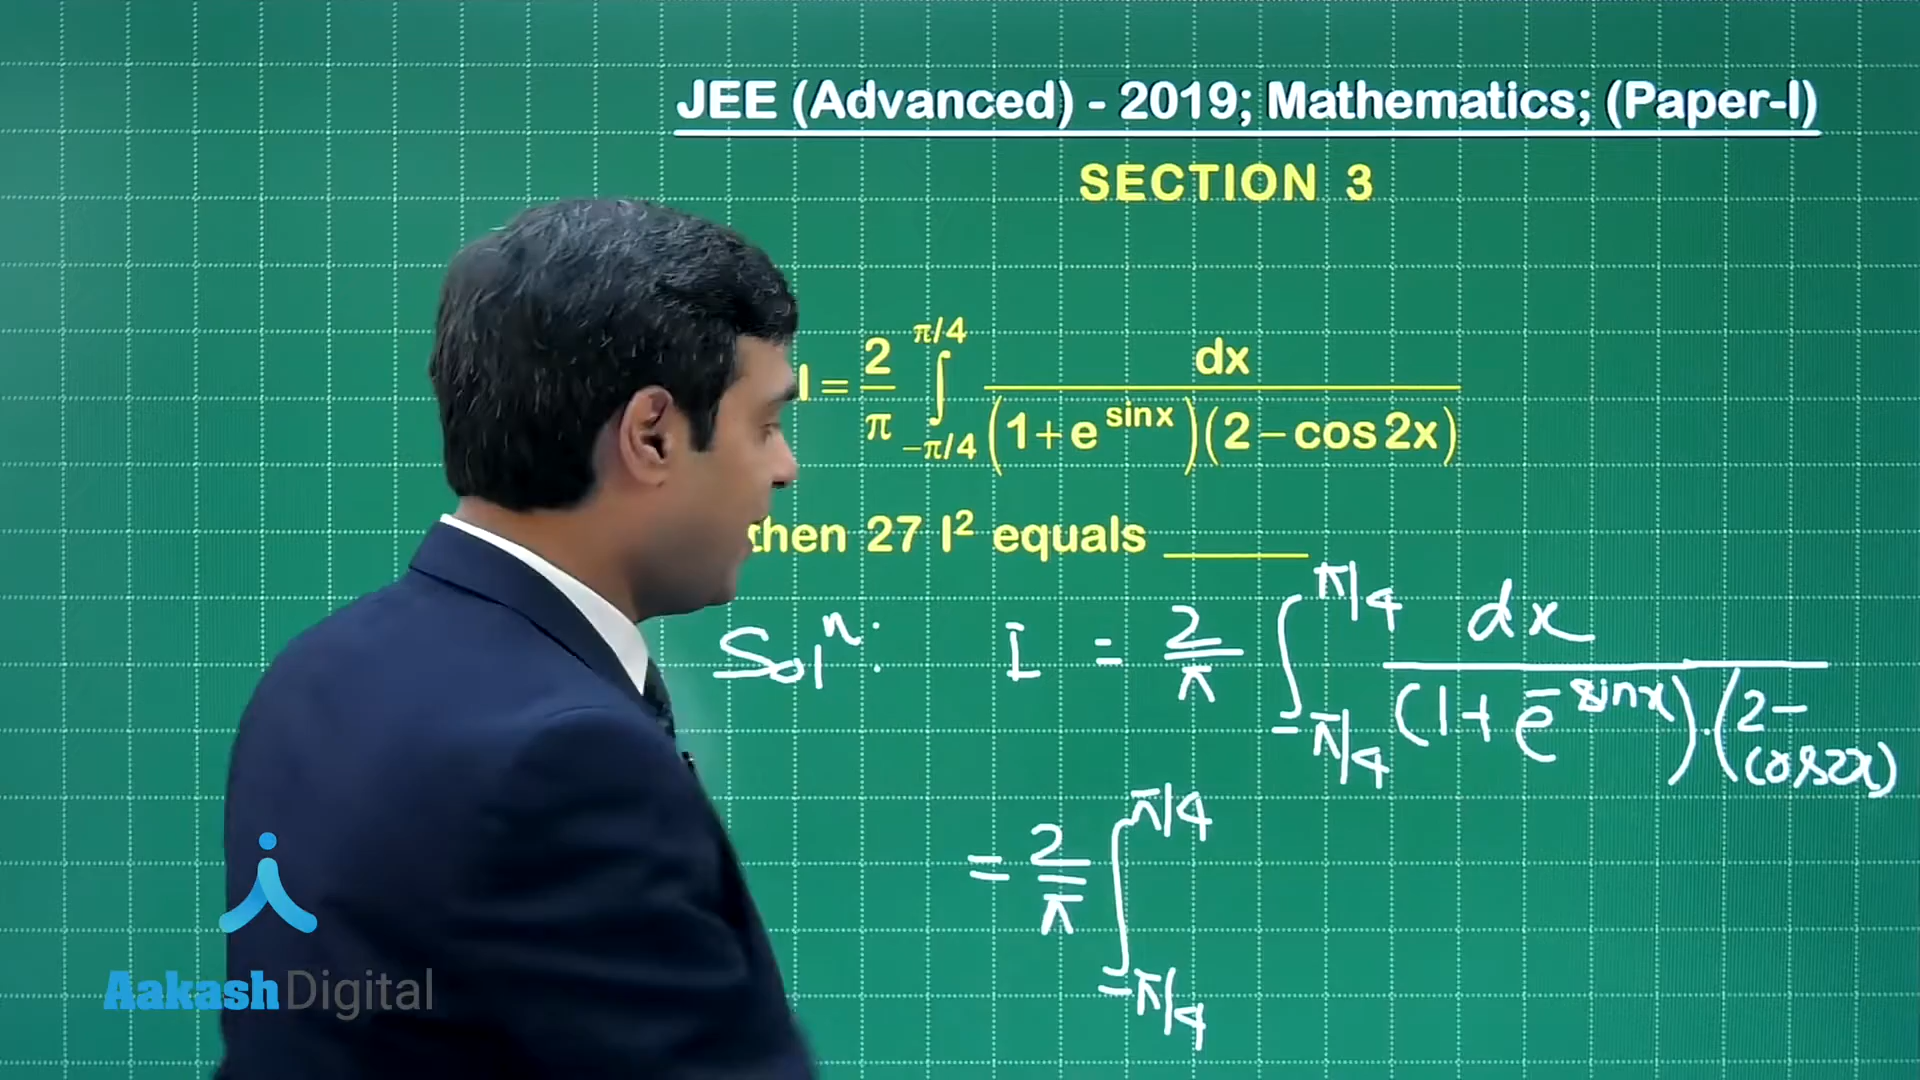 JEE (Advanced) - 2019; Mathematics; (Paper-I)
SECTION 3
I = 2/π ∫_{-π/4}^{π/4} dx / ((1+e^{sinx})(2-cos2x))
then 27 I² equals ______
Solⁿ: I = 2/π ∫_{-π/4}^{π/4} dx / ((1+e^{-sinx}).(2-cos2x))
= 2/π ∫_{-π/4}^{π/4}
Aakash Digital